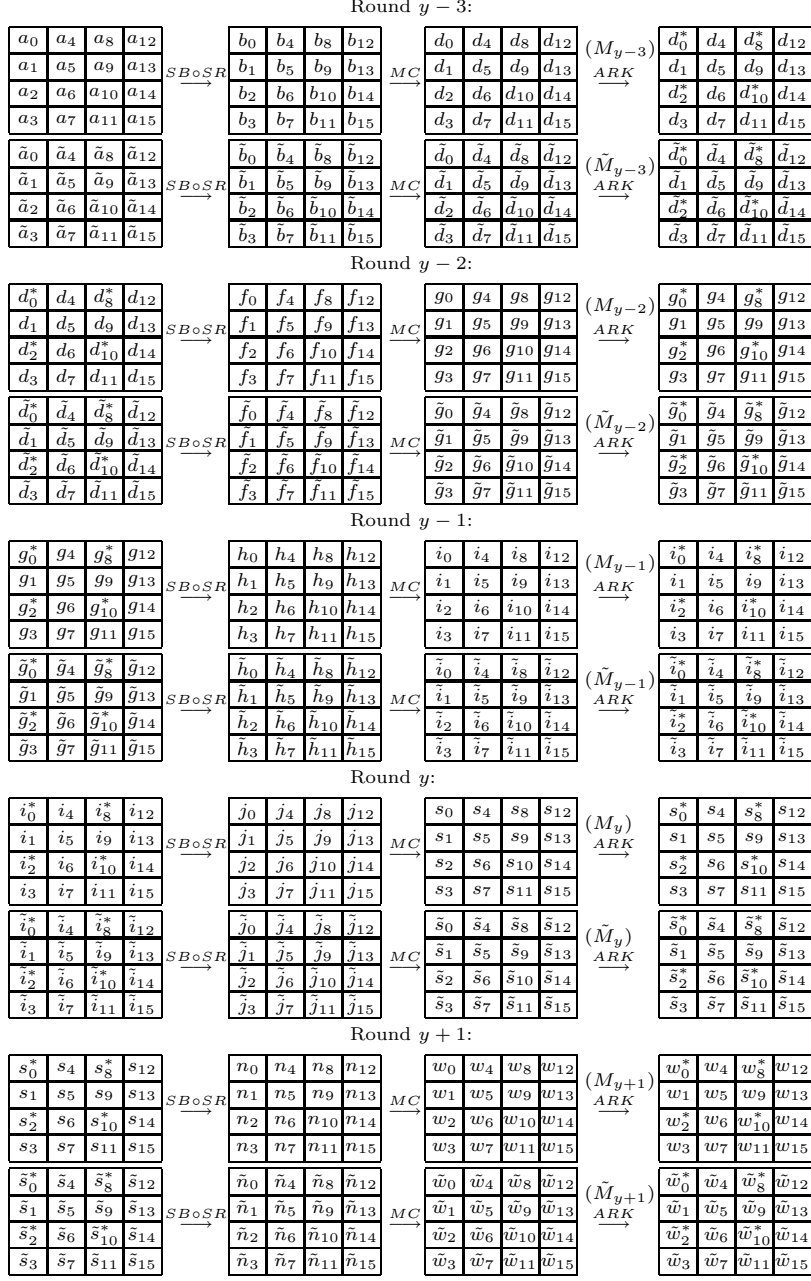 Round y − 3:
a₀ a₄ a₈ a₁₂ b₀ b₄ b₈ b₁₂ d₀ d₄ d₈ d₁₂ (M_{y−3}) d₀* d₄ d₈* d₁₂
a₁ a₅ a₉ a₁₃ SB∘SR → b₁ b₅ b₉ b₁₃ MC → d₁ d₅ d₉ d₁₃ ARK → d₁ d₅ d₉ d₁₃
a₂ a₆ a₁₀ a₁₄ b₂ b₆ b₁₀ b₁₄ d₂ d₆ d₁₀ d₁₄ d₂* d₆ d₁₀* d₁₄
a₃ a₇ a₁₁ a₁₅ b₃ b₇ b₁₁ b₁₅ d₃ d₇ d₁₁ d₁₅ d₃ d₇ d₁₁ d₁₅
ã₀ ã₄ ã₈ ã₁₂ b̃₀ b̃₄ b̃₈ b̃₁₂ d̃₀ d̃₄ d̃₈ d̃₁₂ (M̃_{y−3}) d̃₀* d̃₄ d̃₈* d̃₁₂
ã₁ ã₅ ã₉ ã₁₃ SB∘SR → b̃₁ b̃₅ b̃₉ b̃₁₃ MC → d̃₁ d̃₅ d̃₉ d̃₁₃ ARK → d̃₁ d̃₅ d̃₉ d̃₁₃
ã₂ ã₆ ã₁₀ ã₁₄ b̃₂ b̃₆ b̃₁₀ b̃₁₄ d̃₂ d̃₆ d̃₁₀ d̃₁₄ d̃₂* d̃₆ d̃₁₀* d̃₁₄
ã₃ ã₇ ã₁₁ ã₁₅ b̃₃ b̃₇ b̃₁₁ b̃₁₅ d̃₃ d̃₇ d̃₁₁ d̃₁₅ d̃₃ d̃₇ d̃₁₁ d̃₁₅
Round y − 2:
d₀* d₄ d₈* d₁₂ f₀ f₄ f₈ f₁₂ g₀ g₄ g₈ g₁₂ (M_{y−2}) g₀* g₄ g₈* g₁₂
d₁ d₅ d₉ d₁₃ SB∘SR → f₁ f₅ f₉ f₁₃ MC → g₁ g₅ g₉ g₁₃ ARK → g₁ g₅ g₉ g₁₃
d₂* d₆ d₁₀* d₁₄ f₂ f₆ f₁₀ f₁₄ g₂ g₆ g₁₀ g₁₄ g₂* g₆ g₁₀* g₁₄
d₃ d₇ d₁₁ d₁₅ f₃ f₇ f₁₁ f₁₅ g₃ g₇ g₁₁ g₁₅ g₃ g₇ g₁₁ g₁₅
d̃₀* d̃₄ d̃₈* d̃₁₂ f̃₀ f̃₄ f̃₈ f̃₁₂ g̃₀ g̃₄ g̃₈ g̃₁₂ (M̃_{y−2}) g̃₀* g̃₄ g̃₈* g̃₁₂
d̃₁ d̃₅ d̃₉ d̃₁₃ SB∘SR → f̃₁ f̃₅ f̃₉ f̃₁₃ MC → g̃₁ g̃₅ g̃₉ g̃₁₃ ARK → g̃₁ g̃₅ g̃₉ g̃₁₃
d̃₂* d̃₆ d̃₁₀* d̃₁₄ f̃₂ f̃₆ f̃₁₀ f̃₁₄ g̃₂ g̃₆ g̃₁₀ g̃₁₄ g̃₂* g̃₆ g̃₁₀* g̃₁₄
d̃₃ d̃₇ d̃₁₁ d̃₁₅ f̃₃ f̃₇ f̃₁₁ f̃₁₅ g̃₃ g̃₇ g̃₁₁ g̃₁₅ g̃₃ g̃₇ g̃₁₁ g̃₁₅
Round y − 1:
g₀* g₄ g₈* g₁₂ h₀ h₄ h₈ h₁₂ i₀ i₄ i₈ i₁₂ (M_{y−1}) i₀* i₄ i₈* i₁₂
g₁ g₅ g₉ g₁₃ SB∘SR → h₁ h₅ h₉ h₁₃ MC → i₁ i₅ i₉ i₁₃ ARK → i₁ i₅ i₉ i₁₃
g₂* g₆ g₁₀* g₁₄ h₂ h₆ h₁₀ h₁₄ i₂ i₆ i₁₀ i₁₄ i₂* i₆ i₁₀* i₁₄
g₃ g₇ g₁₁ g₁₅ h₃ h₇ h₁₁ h₁₅ i₃ i₇ i₁₁ i₁₅ i₃ i₇ i₁₁ i₁₅
g̃₀* g̃₄ g̃₈* g̃₁₂ h̃₀ h̃₄ h̃₈ h̃₁₂ ĩ₀ ĩ₄ ĩ₈ ĩ₁₂ (M̃_{y−1}) ĩ₀* ĩ₄ ĩ₈* ĩ₁₂
g̃₁ g̃₅ g̃₉ g̃₁₃ SB∘SR → h̃₁ h̃₅ h̃₉ h̃₁₃ MC → ĩ₁ ĩ₅ ĩ₉ ĩ₁₃ ARK → ĩ₁ ĩ₅ ĩ₉ ĩ₁₃
g̃₂* g̃₆ g̃₁₀* g̃₁₄ h̃₂ h̃₆ h̃₁₀ h̃₁₄ ĩ₂ ĩ₆ ĩ₁₀ ĩ₁₄ ĩ₂* ĩ₆ ĩ₁₀* ĩ₁₄
g̃₃ g̃₇ g̃₁₁ g̃₁₅ h̃₃ h̃₇ h̃₁₁ h̃₁₅ ĩ₃ ĩ₇ ĩ₁₁ ĩ₁₅ ĩ₃ ĩ₇ ĩ₁₁ ĩ₁₅
Round y:
i₀* i₄ i₈* i₁₂ j₀ j₄ j₈ j₁₂ s₀ s₄ s₈ s₁₂ (M_y) s₀* s₄ s₈* s₁₂
i₁ i₅ i₉ i₁₃ SB∘SR → j₁ j₅ j₉ j₁₃ MC → s₁ s₅ s₉ s₁₃ ARK → s₁ s₅ s₉ s₁₃
i₂* i₆ i₁₀* i₁₄ j₂ j₆ j₁₀ j₁₄ s₂ s₆ s₁₀ s₁₄ s₂* s₆ s₁₀* s₁₄
i₃ i₇ i₁₁ i₁₅ j₃ j₇ j₁₁ j₁₅ s₃ s₇ s₁₁ s₁₅ s₃ s₇ s₁₁ s₁₅
ĩ₀* ĩ₄ ĩ₈* ĩ₁₂ j̃₀ j̃₄ j̃₈ j̃₁₂ s̃₀ s̃₄ s̃₈ s̃₁₂ (M̃_y) s̃₀* s̃₄ s̃₈* s̃₁₂
ĩ₁ ĩ₅ ĩ₉ ĩ₁₃ SB∘SR → j̃₁ j̃₅ j̃₉ j̃₁₃ MC → s̃₁ s̃₅ s̃₉ s̃₁₃ ARK → s̃₁ s̃₅ s̃₉ s̃₁₃
ĩ₂* ĩ₆ ĩ₁₀* ĩ₁₄ j̃₂ j̃₆ j̃₁₀ j̃₁₄ s̃₂ s̃₆ s̃₁₀ s̃₁₄ s̃₂* s̃₆ s̃₁₀* s̃₁₄
ĩ₃ ĩ₇ ĩ₁₁ ĩ₁₅ j̃₃ j̃₇ j̃₁₁ j̃₁₅ s̃₃ s̃₇ s̃₁₁ s̃₁₅ s̃₃ s̃₇ s̃₁₁ s̃₁₅
Round y + 1:
s₀* s₄ s₈* s₁₂ n₀ n₄ n₈ n₁₂ w₀ w₄ w₈ w₁₂ (M_{y+1}) w₀* w₄ w₈* w₁₂
s₁ s₅ s₉ s₁₃ SB∘SR → n₁ n₅ n₉ n₁₃ MC → w₁ w₅ w₉ w₁₃ ARK → w₁ w₅ w₉ w₁₃
s₂* s₆ s₁₀* s₁₄ n₂ n₆ n₁₀ n₁₄ w₂ w₆ w₁₀ w₁₄ w₂* w₆ w₁₀* w₁₄
s₃ s₇ s₁₁ s₁₅ n₃ n₇ n₁₁ n₁₅ w₃ w₇ w₁₁ w₁₅ w₃ w₇ w₁₁ w₁₅
s̃₀* s̃₄ s̃₈* s̃₁₂ ñ₀ ñ₄ ñ₈ ñ₁₂ w̃₀ w̃₄ w̃₈ w̃₁₂ (M̃_{y+1}) w̃₀* w̃₄ w̃₈* w̃₁₂
s̃₁ s̃₅ s̃₉ s̃₁₃ SB∘SR → ñ₁ ñ₅ ñ₉ ñ₁₃ MC → w̃₁ w̃₅ w̃₉ w̃₁₃ ARK → w̃₁ w̃₅ w̃₉ w̃₁₃
s̃₂* s̃₆ s̃₁₀* s̃₁₄ ñ₂ ñ₆ ñ₁₀ ñ₁₄ w̃₂ w̃₆ w̃₁₀ w̃₁₄ w̃₂* w̃₆ w̃₁₀* w̃₁₄
s̃₃ s̃₇ s̃₁₁ s̃₁₅ ñ₃ ñ₇ ñ₁₁ ñ₁₅ w̃₃ w̃₇ w̃₁₁ w̃₁₅ w̃₃ w̃₇ w̃₁₁ w̃₁₅